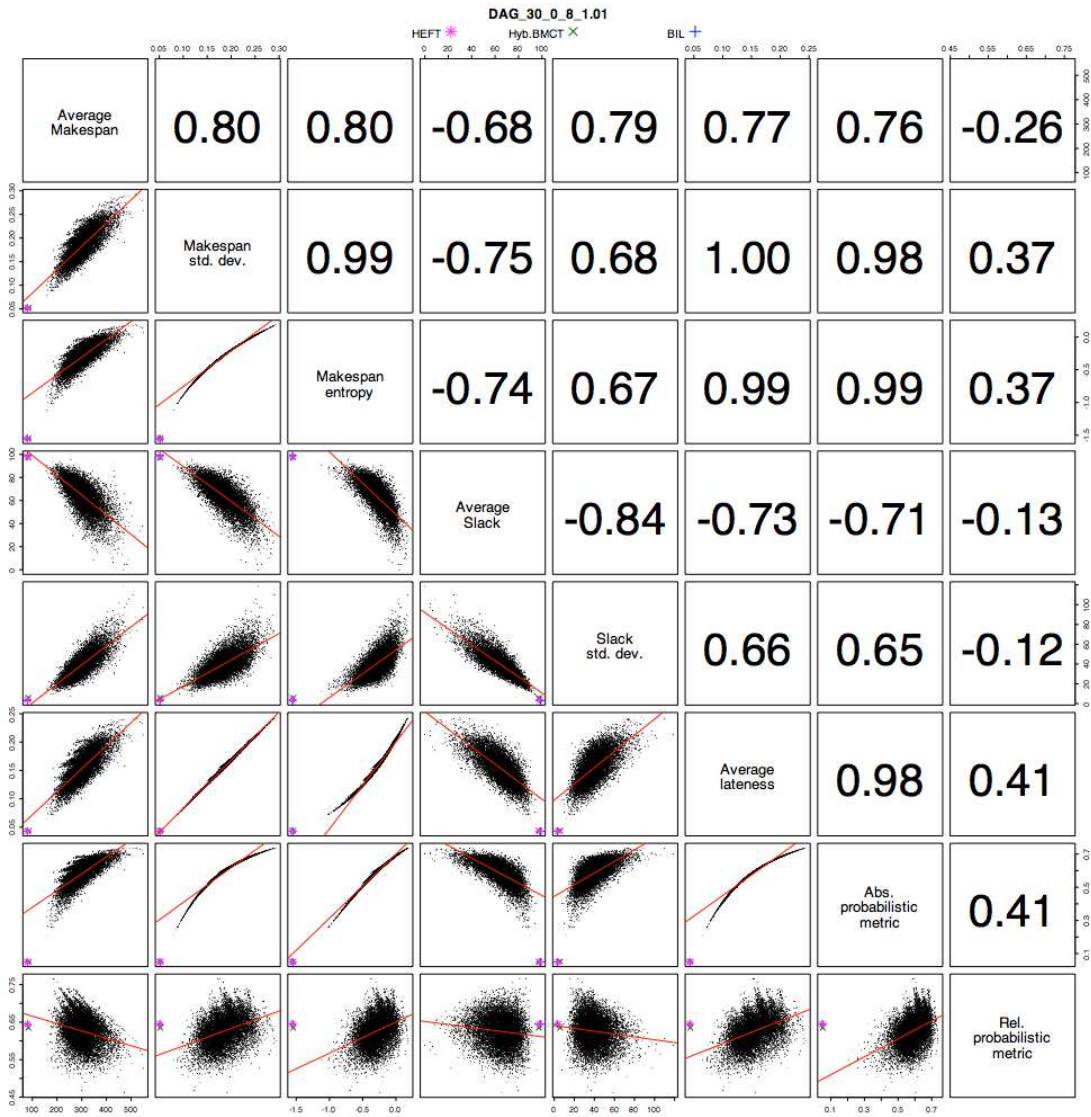 DAG_30_0_8_1.01
HEFT Hyb.BMCT BIL
0.05 0.10 0.15 0.20 0.25 0.30 0 20 40 60 80 100 0.05 0.10 0.15 0.20 0.25 0.45 0.55 0.65 0.75
Average
Makespan
0.80 0.80 -0.68 0.79 0.77 0.76 -0.26
100 200 300 400 500
0.05 0.10 0.15 0.20 0.25 0.30
Makespan
std. dev.
0.99 -0.75 0.68 1.00 0.98 0.37
Makespan
entropy
-0.74 0.67 0.99 0.99 0.37
-1.5 -1.0 -0.5 0.0
0 20 40 60 80 100
Average
Slack
-0.84 -0.73 -0.71 -0.13
Slack
std. dev.
0.66 0.65 -0.12
0 20 40 60 80 100
0.05 0.10 0.15 0.20 0.25
Average
lateness
0.98 0.41
Abs.
probabilistic
metric
0.41
0.1 0.3 0.5 0.7
0.45 0.55 0.65 0.75
Rel.
probabilistic
metric
100 200 300 400 500 -1.5 -1.0 -0.5 0.0 0 20 40 60 80 100 0.1 0.3 0.5 0.7